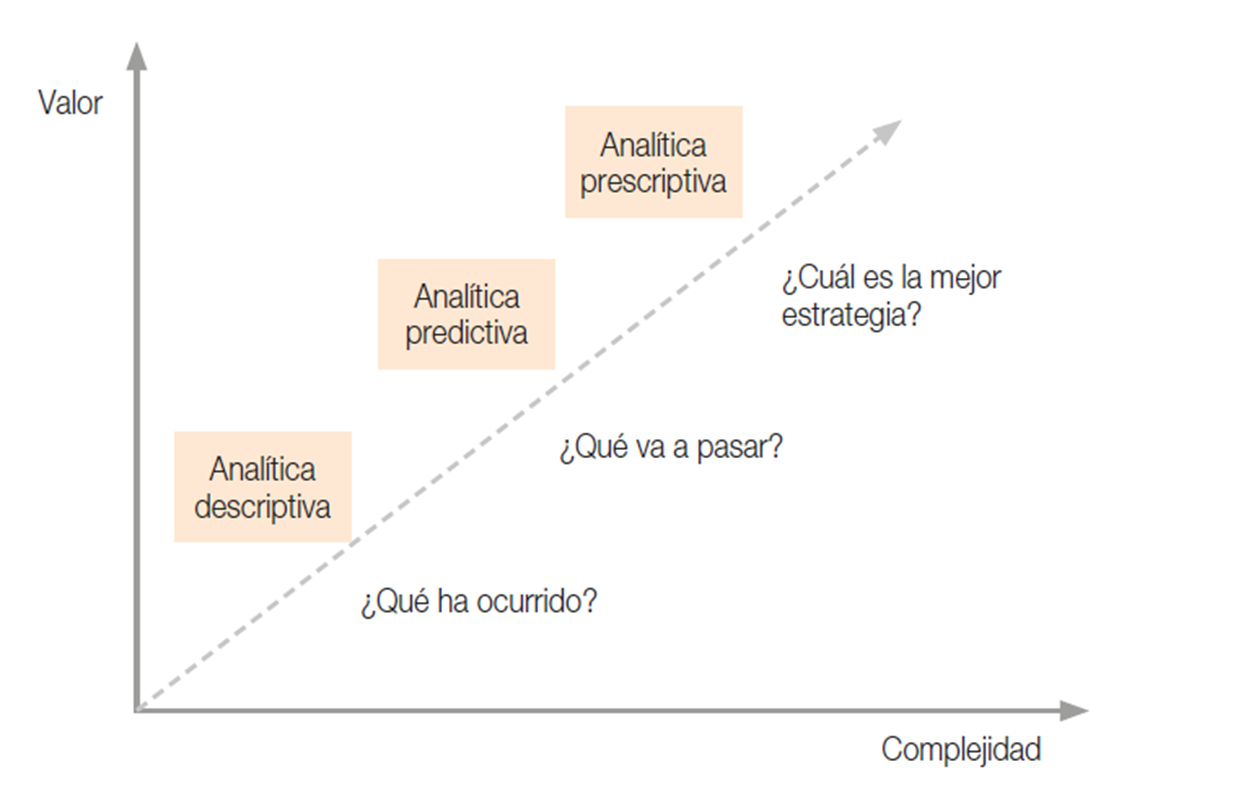 Valor
Analítica
prescriptiva
¿Cuál es la mejor
estrategia?
Analítica
predictiva
¿Qué va a pasar?
Analítica
descriptiva
¿Qué ha ocurrido?
Complejidad